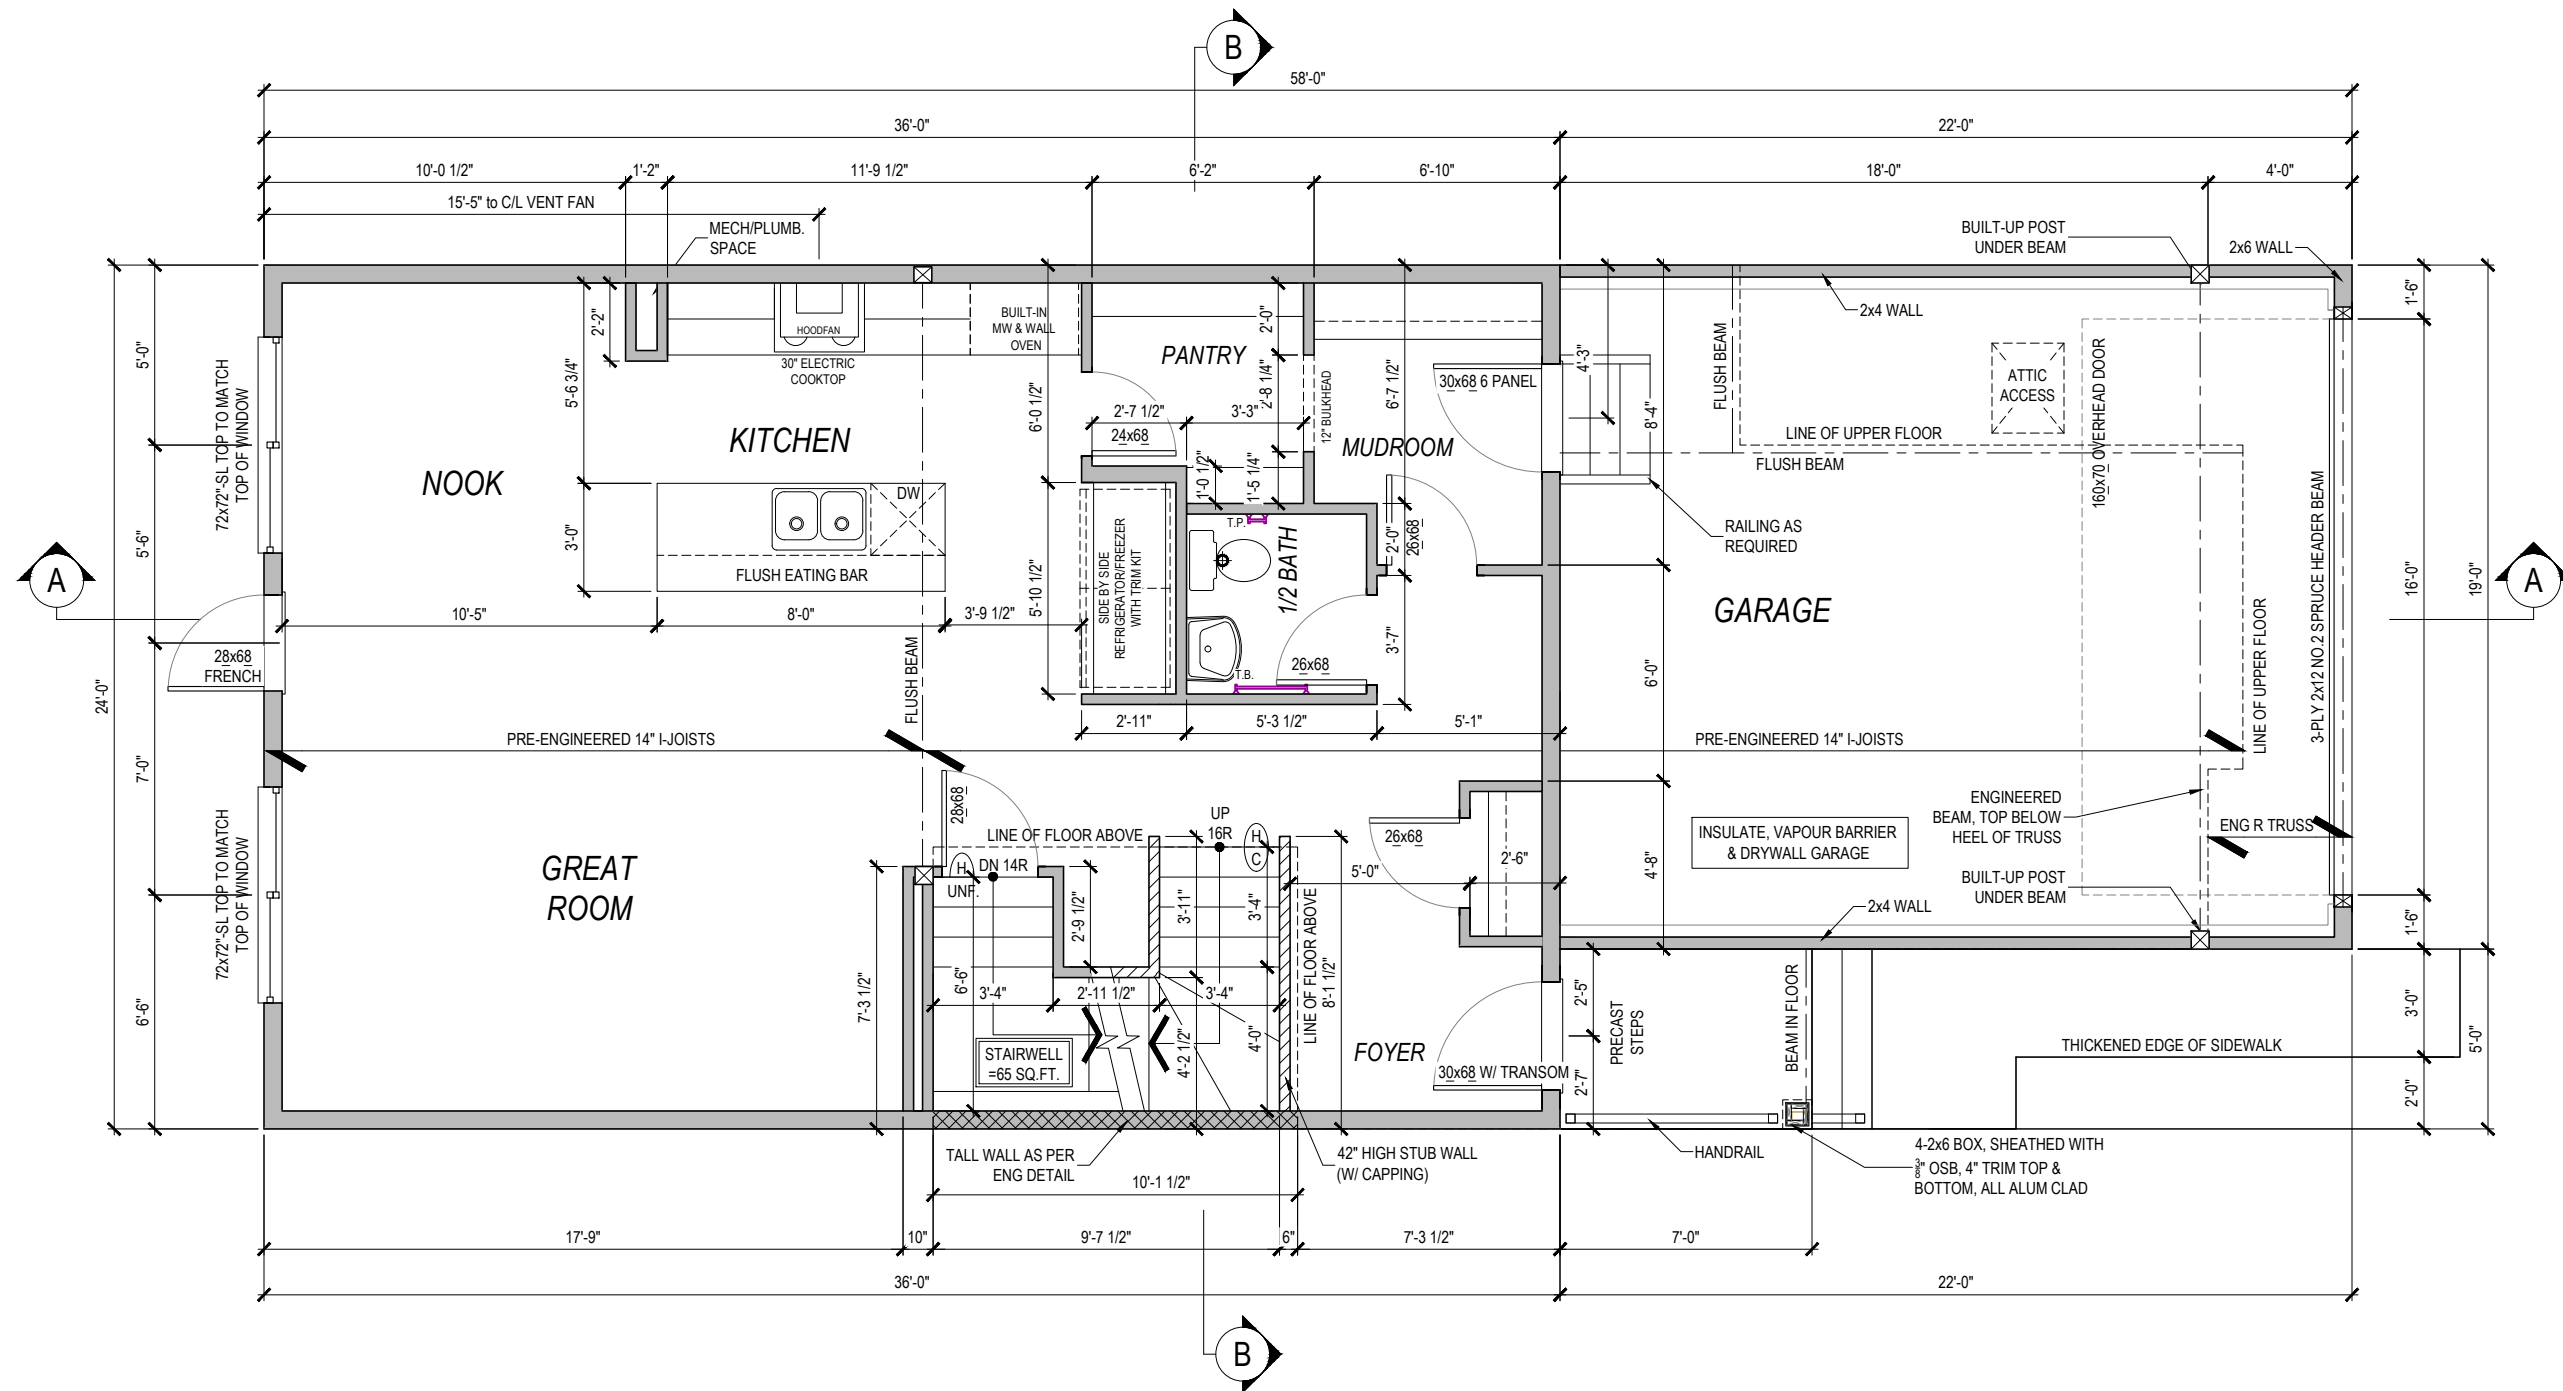 B
58'-0"
36'-0"
22'-0"
10'-0 1/2"
1'-2"
11'-9 1/2"
6'-2"
6'-10"
18'-0"
4'-0"
15'-5" to C/L VENT FAN
MECH/PLUMB.
SPACE
BUILT-UP POST
UNDER BEAM
2x6 WALL
2x4 WALL
5'-0"
5'-6"
7'-0"
6'-6"
24'-0"
72x72"-SL TOP TO MATCH
TOP OF WINDOW
2'-2"
5'-6 3/4"
3'-0"
HOODFAN
30" ELECTRIC
COOKTOP
BUILT-IN
MW & WALL
OVEN
6'-0 1/2"
5'-10 1/2"
PANTRY
2'-0"
2'-8 1/4"
2'-7 1/2"
3'-3"
24x68
1'-0 1/2"
1'-5 1/4"
12" BULKHEAD
6'-7 1/2"
30x68 6 PANEL
MUDROOM
4'-3"
8'-4"
FLUSH BEAM
LINE OF UPPER FLOOR
FLUSH BEAM
ATTIC
ACCESS
160x70 OVERHEAD DOOR
1'-6"
16'-0"
19'-0"
3-PLY 2x12 NO.2 SPRUCE HEADER BEAM
KITCHEN
NOOK
DW
FLUSH EATING BAR
10'-5"
8'-0"
3'-9 1/2"
SIDE BY SIDE
REFRIGERATOR/FREEZER
WITH TRIM KIT
T.P.
1/2 BATH
T.B.
26x68
2'-0"
26x68
3'-7"
RAILING AS
REQUIRED
GARAGE
6'-0"
LINE OF UPPER FLOOR
A
A
28x68
FRENCH
FLUSH BEAM
2'-11"
5'-3 1/2"
5'-1"
PRE-ENGINEERED 14" I-JOISTS
PRE-ENGINEERED 14" I-JOISTS
72x72"-SL TOP TO MATCH
TOP OF WINDOW
GREAT
ROOM
28x68
LINE OF FLOOR ABOVE
UP
16R
H
C
H
DN 14R
UNF.
26x68
2'-6"
5'-0"
4'-8"
ENGINEERED
BEAM, TOP BELOW
HEEL OF TRUSS
ENG R TRUSS
INSULATE, VAPOUR BARRIER
& DRYWALL GARAGE
BUILT-UP POST
UNDER BEAM
2x4 WALL
1'-6"
7'-3 1/2"
6'-6"
2'-9 1/2"
3'-11"
3'-4"
8'-1 1/2"
3'-4"
2'-11 1/2"
3'-4"
4'-2 1/2"
4'-0"
LINE OF FLOOR ABOVE
STAIRWELL
=65 SQ.FT.
FOYER
30x68 W/ TRANSOM
2'-5"
2'-7"
PRECAST
STEPS
BEAM IN FLOOR
THICKENED EDGE OF SIDEWALK
3'-0"
2'-0"
5'-0"
TALL WALL AS PER
ENG DETAIL
42" HIGH STUB WALL
(W/ CAPPING)
HANDRAIL
4-2x6 BOX, SHEATHED WITH
3/8" OSB, 4" TRIM TOP &
BOTTOM, ALL ALUM CLAD
10'-1 1/2"
17'-9"
10"
9'-7 1/2"
6"
7'-3 1/2"
7'-0"
36'-0"
22'-0"
B